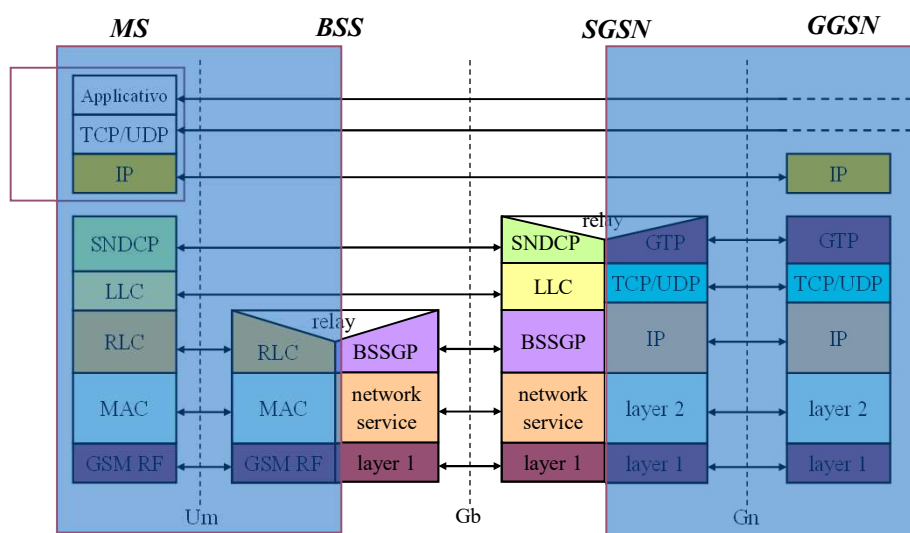 MS BSS SGSN GGSN
Applicativo
TCP/UDP
IP IP
relay
SNDCP SNDCP GTP GTP
LLC LLC TCP/UDP TCP/UDP
relay
RLC RLC BSSGP BSSGP IP IP
MAC MAC network service network service layer 2 layer 2
GSM RF GSM RF layer 1 layer 1 layer 1 layer 1
Um Gb Gn